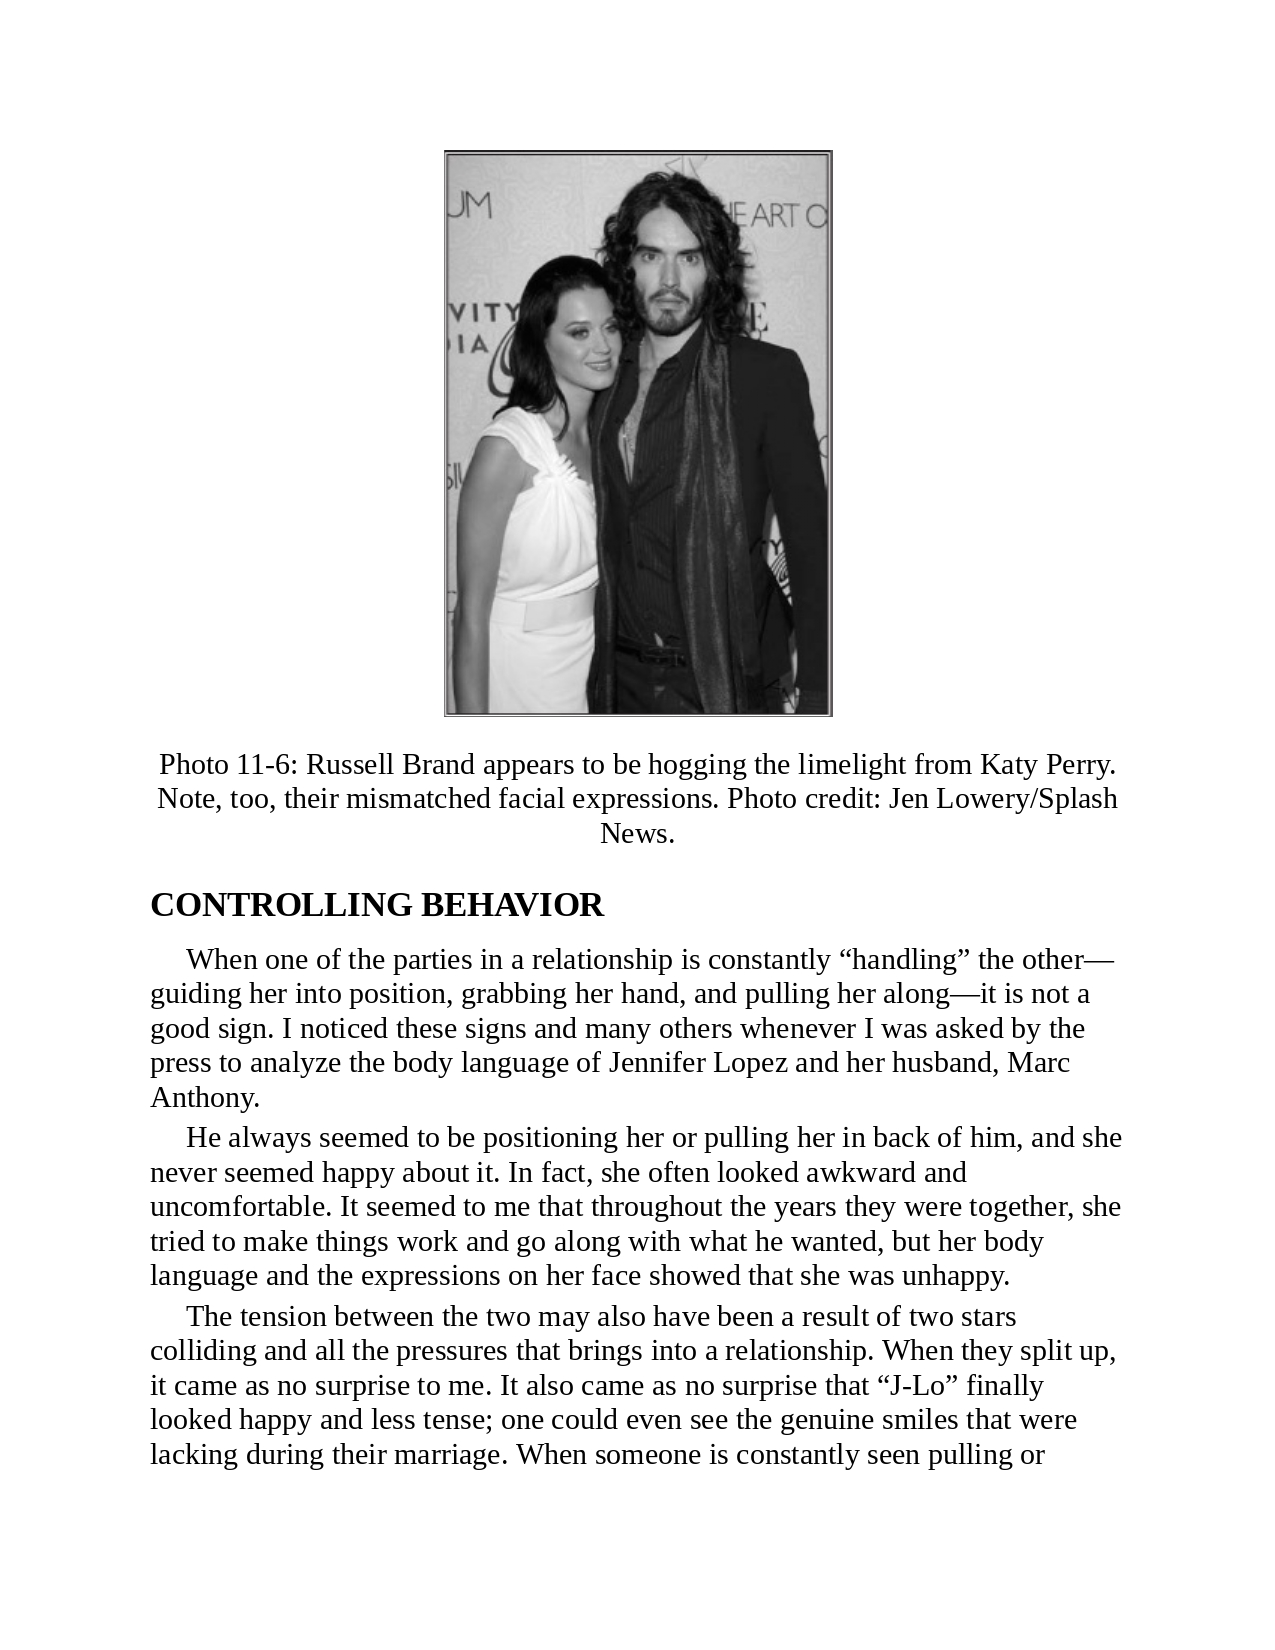 UM
HE ART O
VITY
DIA
E
Photo 11-6: Russell Brand appears to be hogging the limelight from Katy Perry.
Note, too, their mismatched facial expressions. Photo credit: Jen Lowery/Splash
News.
CONTROLLING BEHAVIOR
When one of the parties in a relationship is constantly “handling” the other—
guiding her into position, grabbing her hand, and pulling her along—it is not a
good sign. I noticed these signs and many others whenever I was asked by the
press to analyze the body language of Jennifer Lopez and her husband, Marc
Anthony.
He always seemed to be positioning her or pulling her in back of him, and she
never seemed happy about it. In fact, she often looked awkward and
uncomfortable. It seemed to me that throughout the years they were together, she
tried to make things work and go along with what he wanted, but her body
language and the expressions on her face showed that she was unhappy.
The tension between the two may also have been a result of two stars
colliding and all the pressures that brings into a relationship. When they split up,
it came as no surprise to me. It also came as no surprise that “J-Lo” finally
looked happy and less tense; one could even see the genuine smiles that were
lacking during their marriage. When someone is constantly seen pulling or